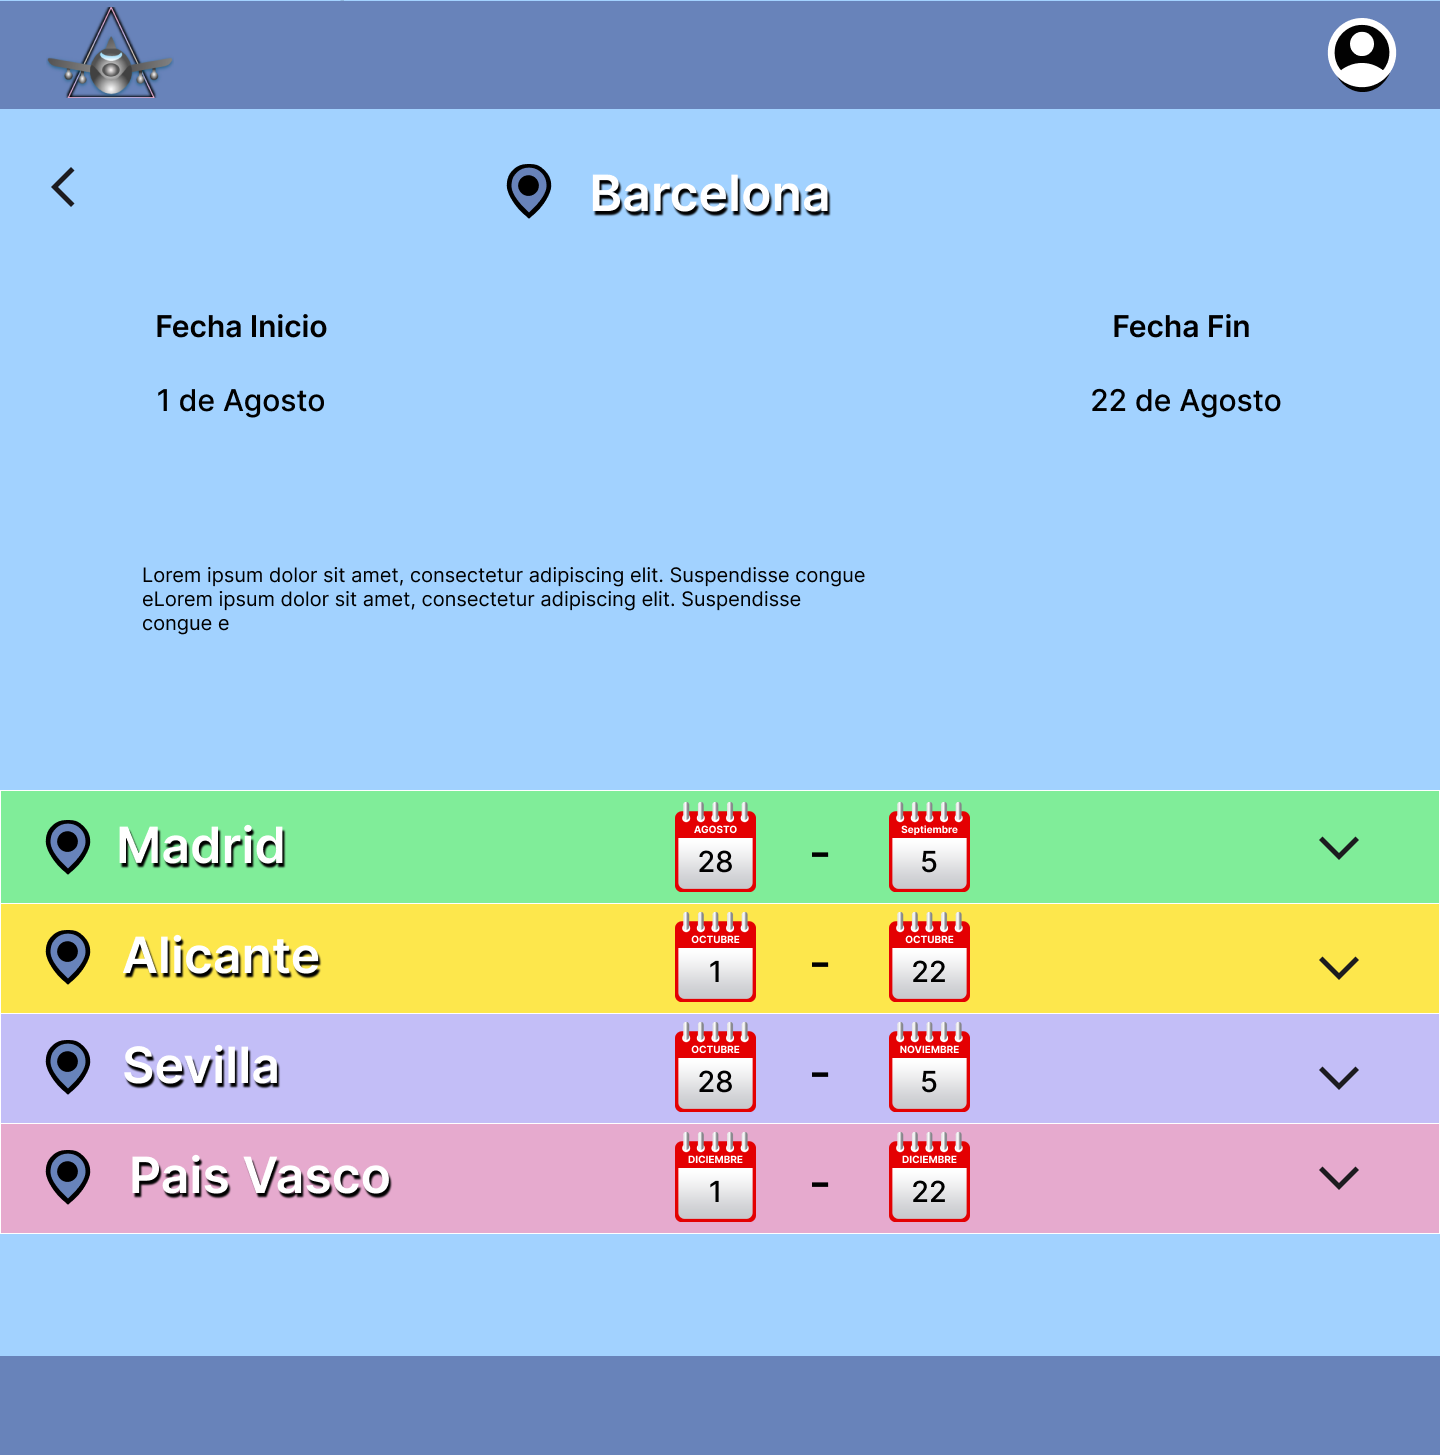 Barcelona
Fecha Inicio
Fecha Fin
1 de Agosto
22 de Agosto
Lorem ipsum dolor sit amet, consectetur adipiscing elit. Suspendisse congue
eLorem ipsum dolor sit amet, consectetur adipiscing elit. Suspendisse
congue e
Madrid
AGOSTO
28
-
Septiembre
5
Alicante
OCTUBRE
1
-
OCTUBRE
22
Sevilla
OCTUBRE
28
-
NOVIEMBRE
5
Pais Vasco
DICIEMBRE
1
-
DICIEMBRE
22